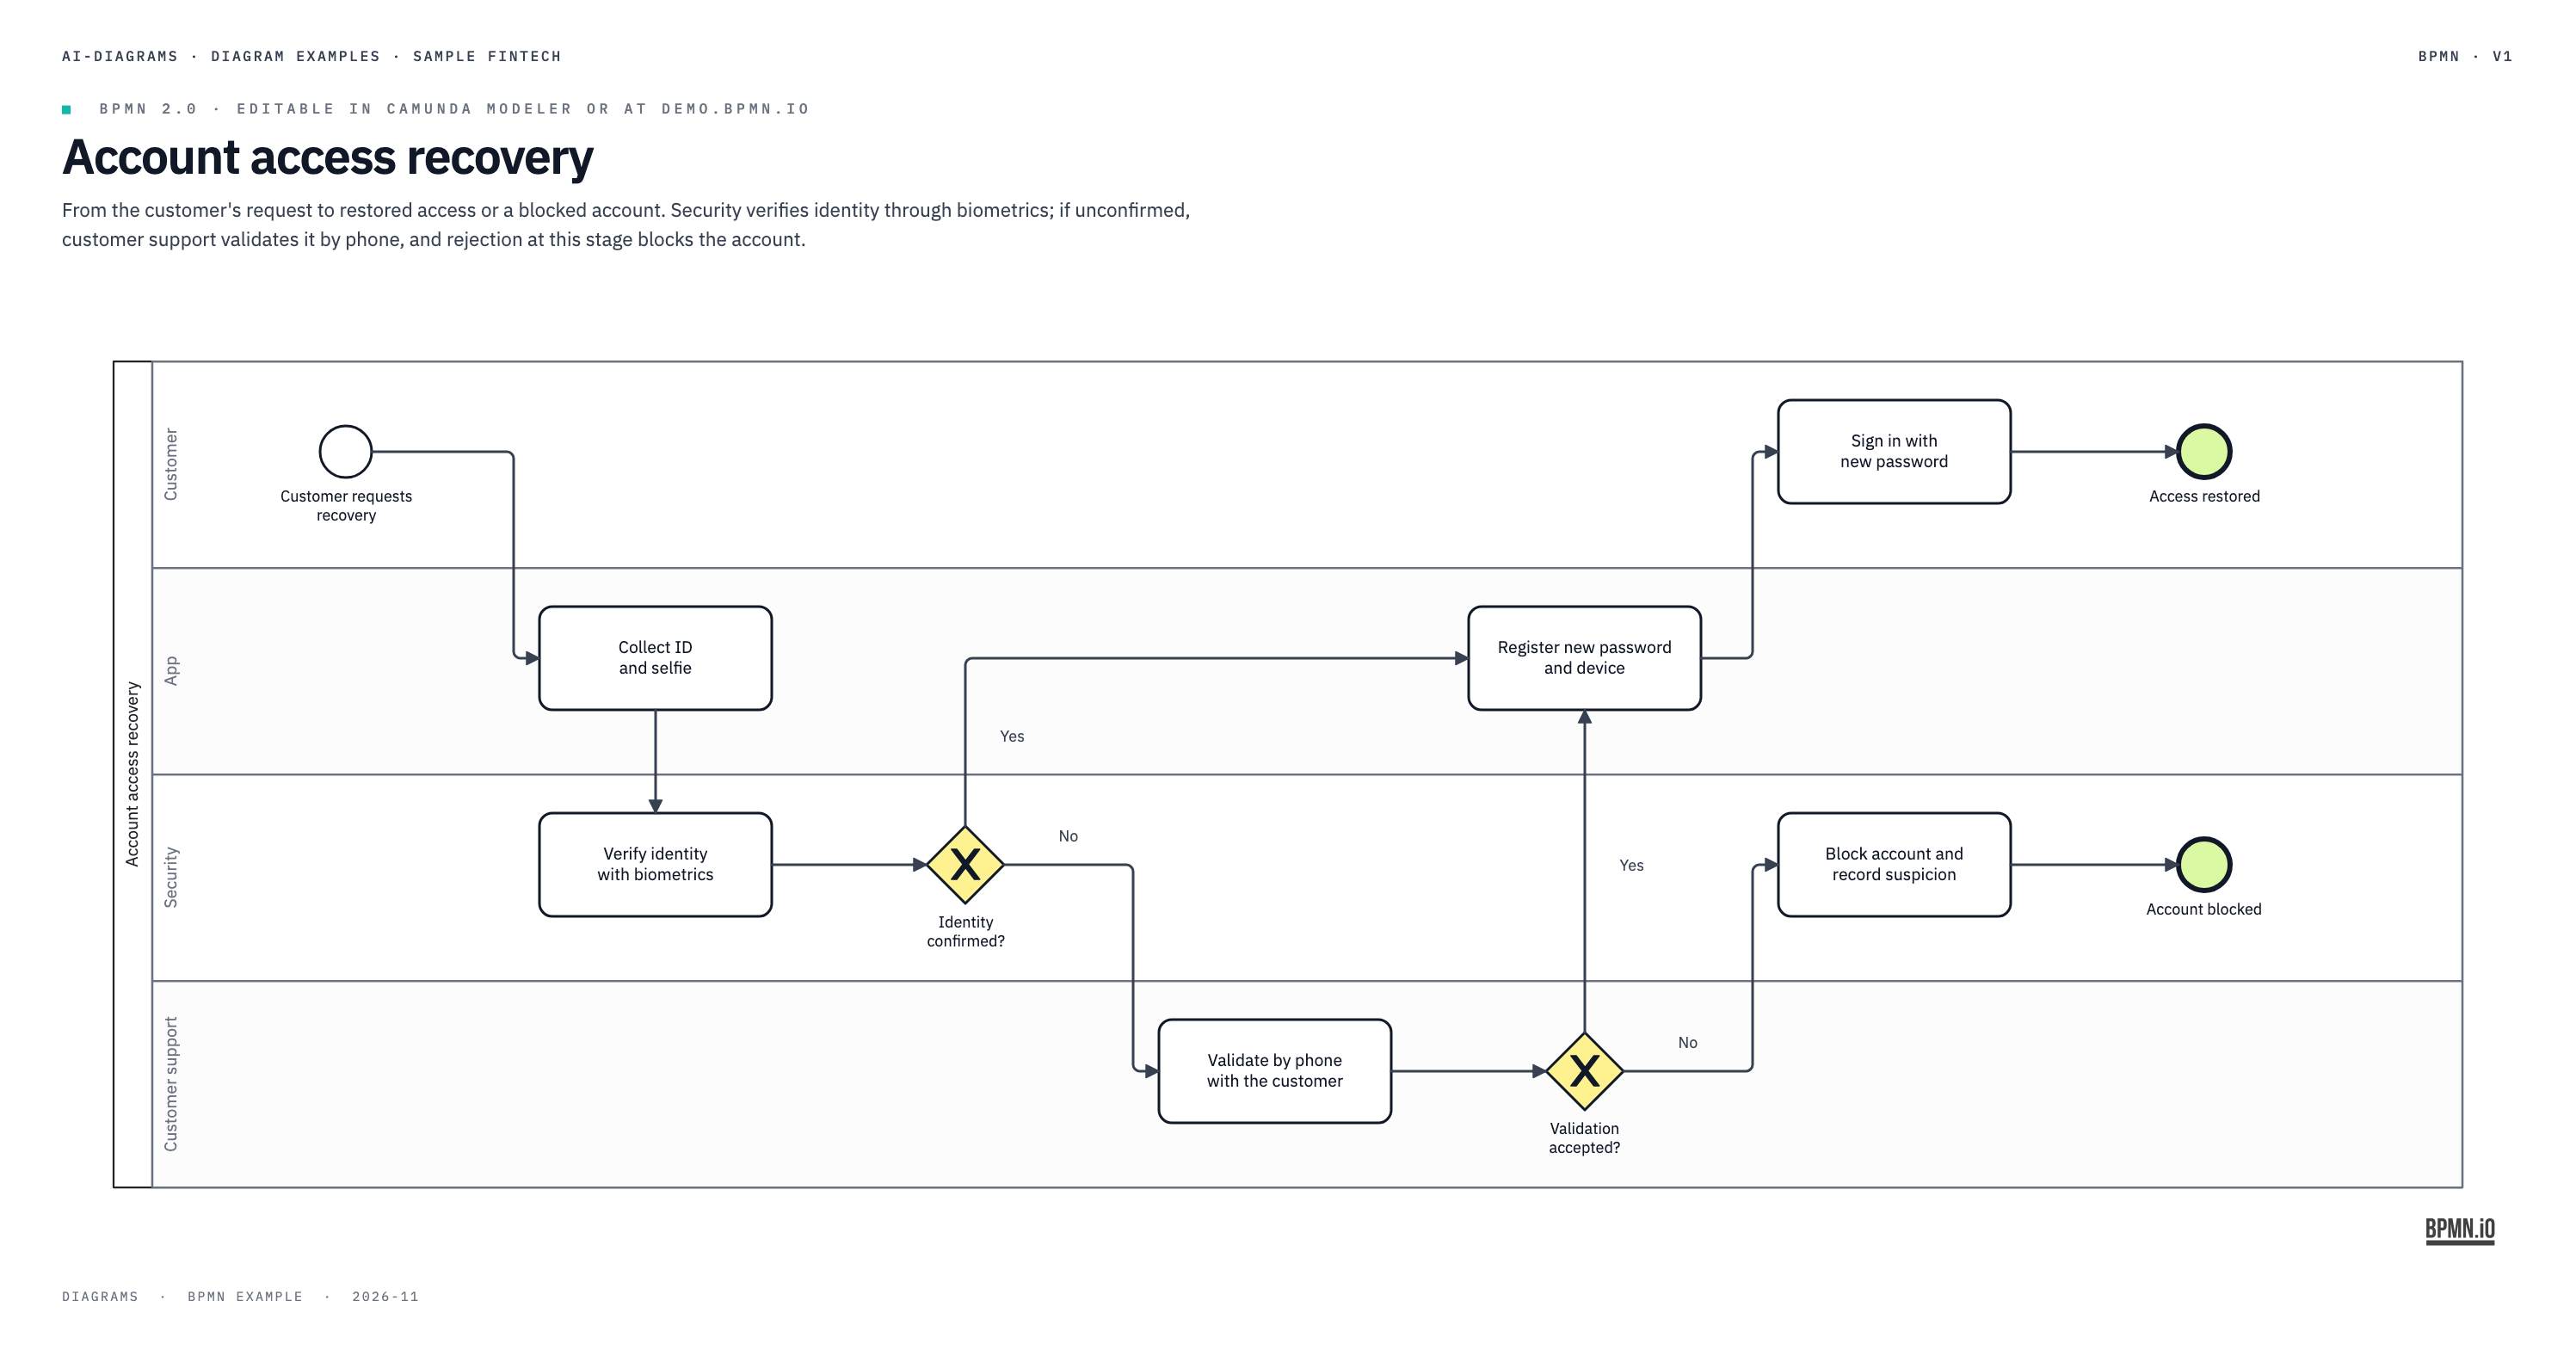 AI-DIAGRAMS · DIAGRAM EXAMPLES · SAMPLE FINTECH
BPMN · V1
BPMN 2.0 · EDITABLE IN CAMUNDA MODELER OR AT DEMO.BPMN.IO
Account access recovery
From the customer's request to restored access or a blocked account. Security verifies identity through biometrics; if unconfirmed,
customer support validates it by phone, and rejection at this stage blocks the account.
Account access recovery
Customer
Customer requests
recovery
Sign in with
new password
Access restored
App
Collect ID
and selfie
Register new password
and device
Yes
Security
Verify identity
with biometrics
Identity
confirmed?
No
Yes
Block account and
record suspicion
Account blocked
Customer support
Validate by phone
with the customer
Validation
accepted?
No
BPMN.iO
DIAGRAMS · BPMN EXAMPLE · 2026-11